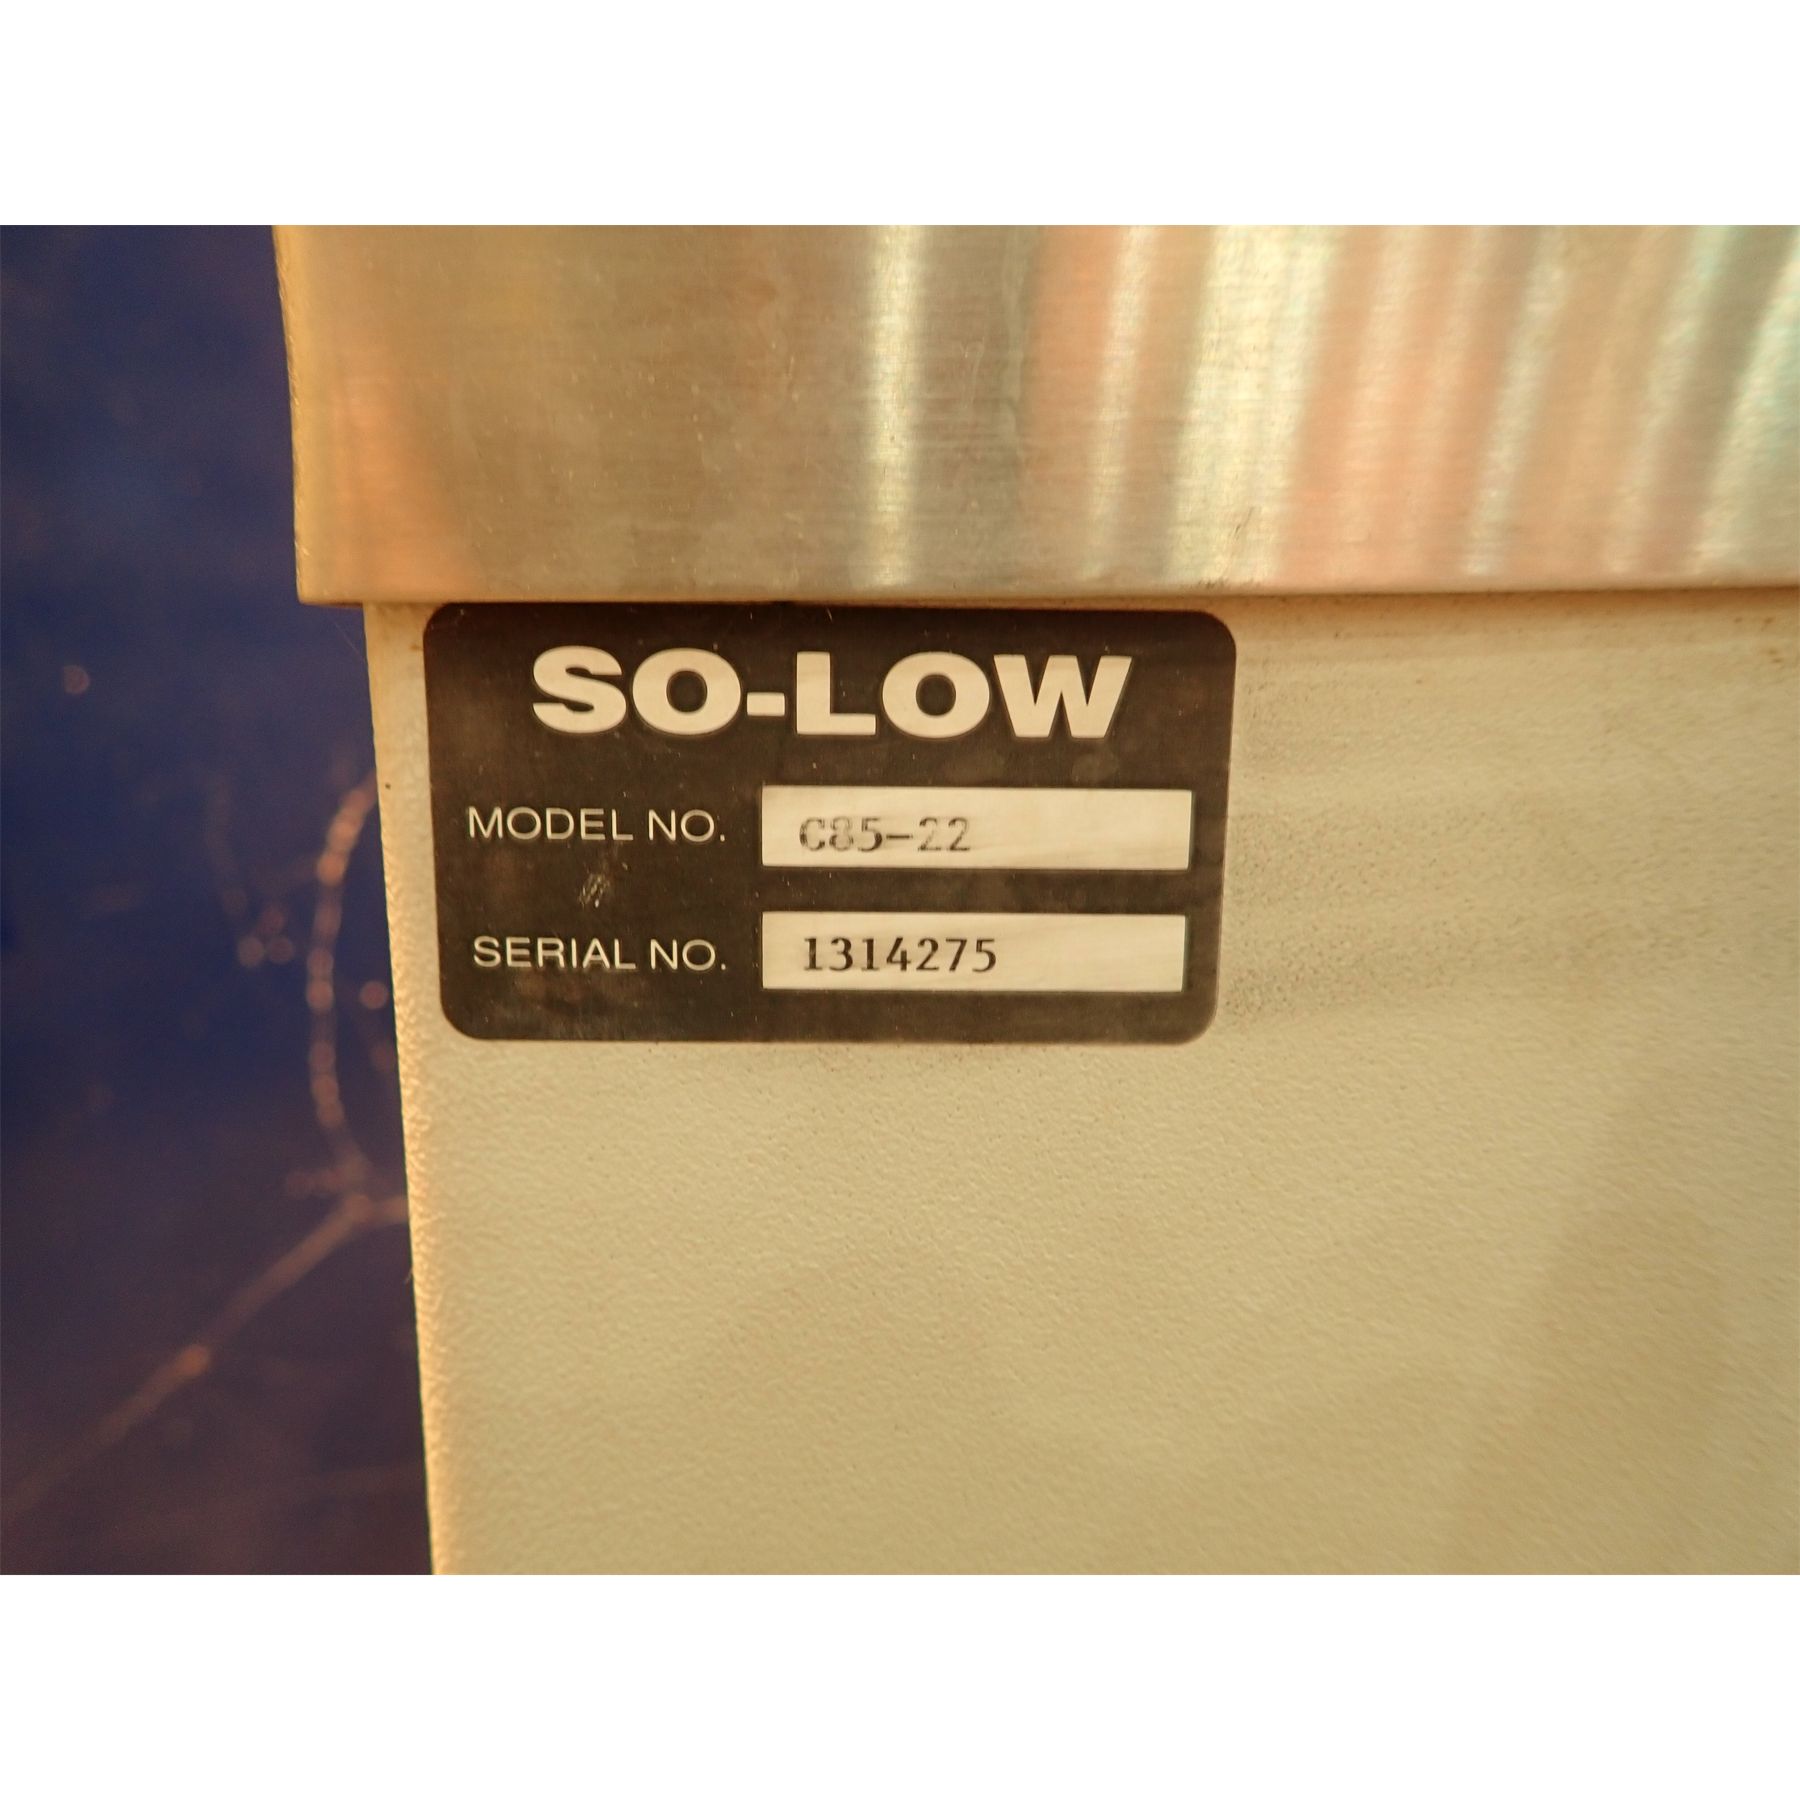 SO-LOW
MODEL NO. C85-22
SERIAL NO. 1314275